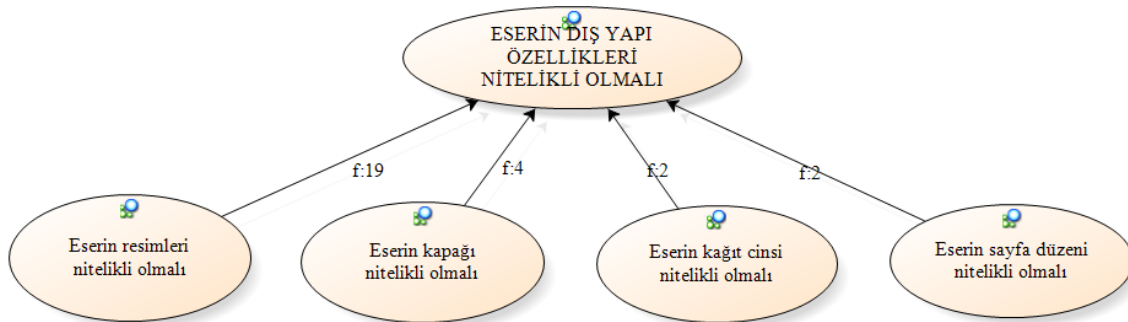 ESERİN DIŞ YAPI
ÖZELLİKLERİ
NİTELİKLİ OLMALI
f:19
f:4
f:2
f:2
Eserin resimleri
nitelikli olmalı
Eserin kapağı
nitelikli olmalı
Eserin kağıt cinsi
nitelikli olmalı
Eserin sayfa düzeni
nitelikli olmalı